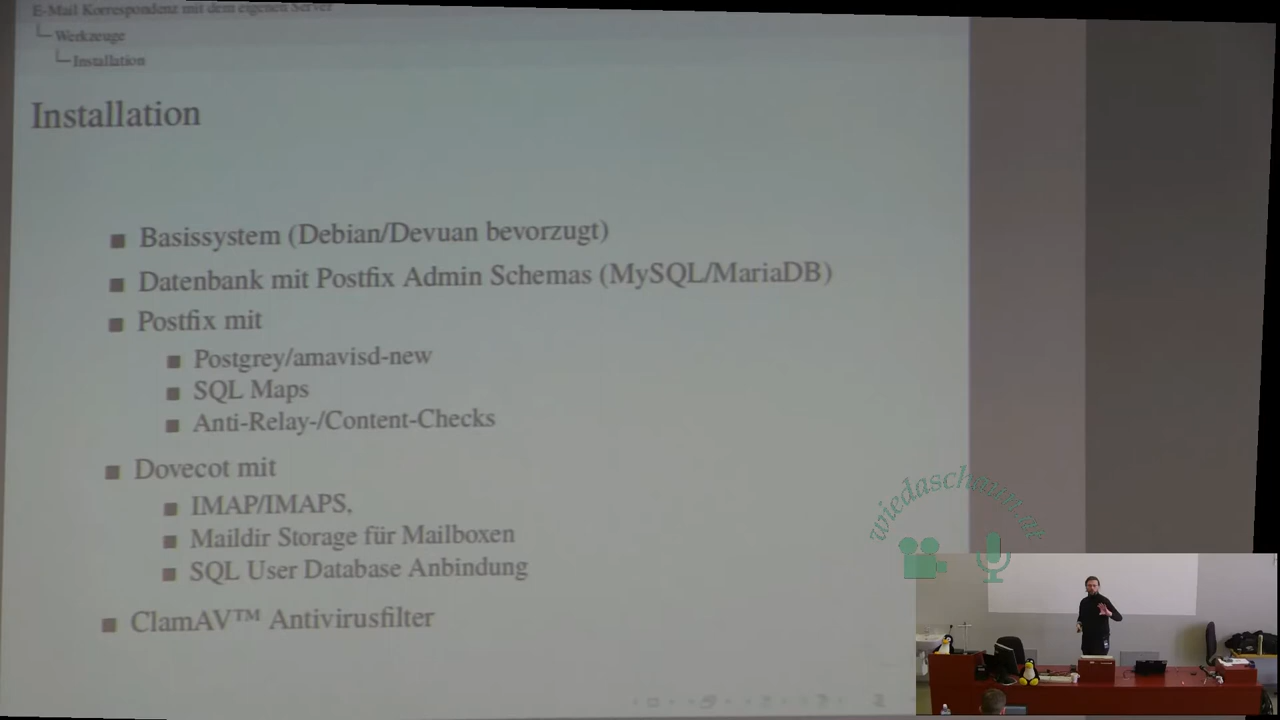 E-Mail Korrespondenz mit dem eigenen Server
Werkzeuge
Installation
Installation
Basissystem (Debian/Devuan bevorzugt)
Datenbank mit Postfix Admin Schemas (MySQL/MariaDB)
Postfix mit
Postgrey/amavisd-new
SQL Maps
Anti-Relay-/Content-Checks
Dovecot mit
IMAP/IMAPS,
Maildir Storage für Mailboxen
SQL User Database Anbindung
ClamAV™ Antivirusfilter
wiedaschaun.at